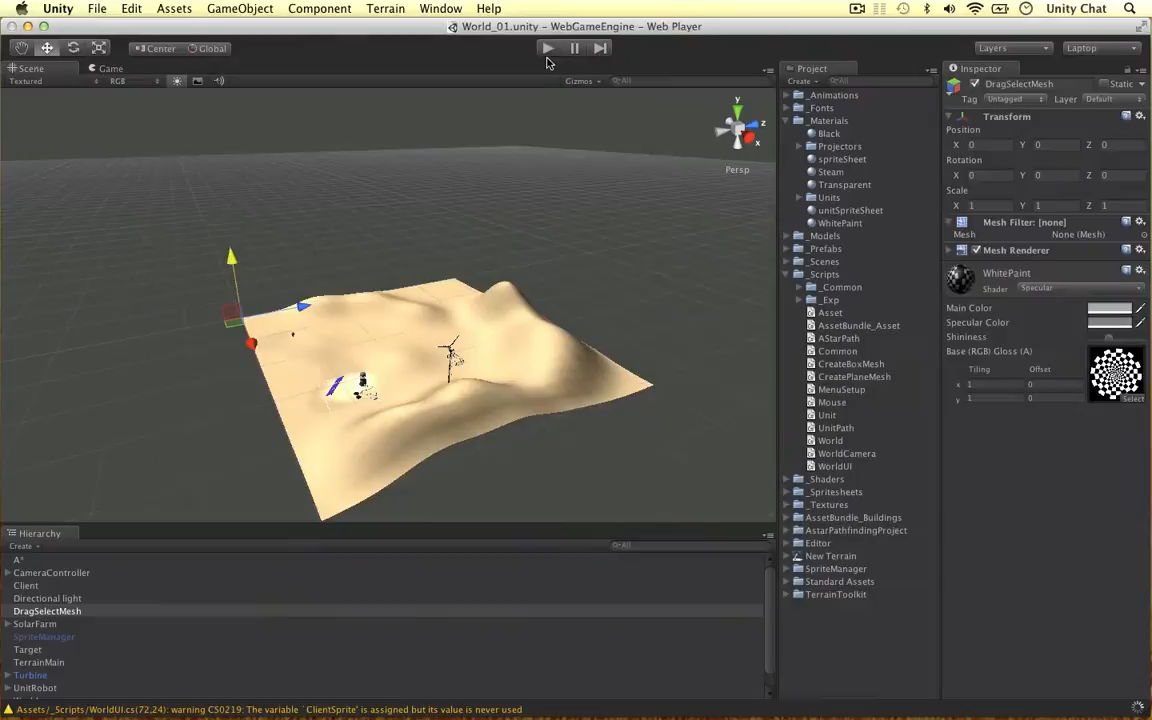 Unity File Edit Assets GameObject Component Terrain Window Help Unity Chat
World_01.unity – WebGameEngine – Web Player
Center Global Layers Laptop
Scene Game
Textured RGB Gizmos All
y
z
x
Persp
Hierarchy
Create All
A*
CameraController
Client
Directional light
DragSelectMesh
SolarFarm
SpriteManager
Target
TerrainMain
Turbine
UnitRobot
Project
Create All
_Animations
_Fonts
_Materials
Black
Projectors
spriteSheet
Steam
Transparent
Units
unitSpriteSheet
WhitePaint
_Models
_Prefabs
_Scenes
_Scripts
_Common
_Exp
Asset
AssetBundle_Asset
AStarPath
Common
CreateBoxMesh
CreatePlaneMesh
MenuSetup
Mouse
Unit
UnitPath
World
WorldCamera
WorldUI
_Shaders
_Spritesheets
_Textures
AssetBundle_Buildings
AstarPathfindingProject
Editor
New Terrain
SpriteManager
Standard Assets
TerrainToolkit
Inspector
DragSelectMesh Static
Tag Untagged Layer Default
Transform
Position
X 0 Y 0 Z 0
Rotation
X 0 Y 0 Z 0
Scale
X 1 Y 1 Z 1
Mesh Filter: [none]
Mesh None (Mesh)
Mesh Renderer
WhitePaint
Shader Specular
Main Color
Specular Color
Shininess
Base (RGB) Gloss (A)
Tiling Offset
x 1 0
y 1 0
Select
Assets/_Scripts/WorldUI.cs(72,24): warning CS0219: The variable `ClientSprite' is assigned but its value is never used